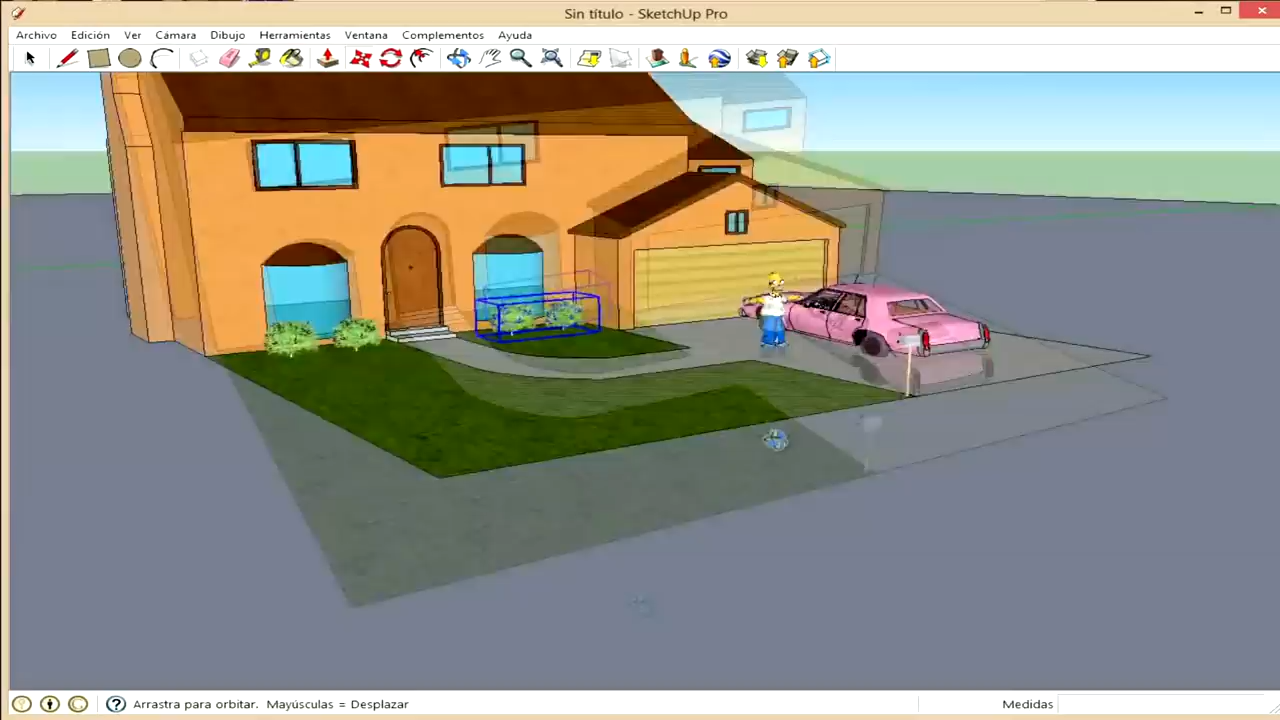 Sin título - SketchUp Pro
Archivo Edición Ver Cámara Dibujo Herramientas Ventana Complementos Ayuda
Arrastra para orbitar. Mayúsculas = Desplazar Medidas